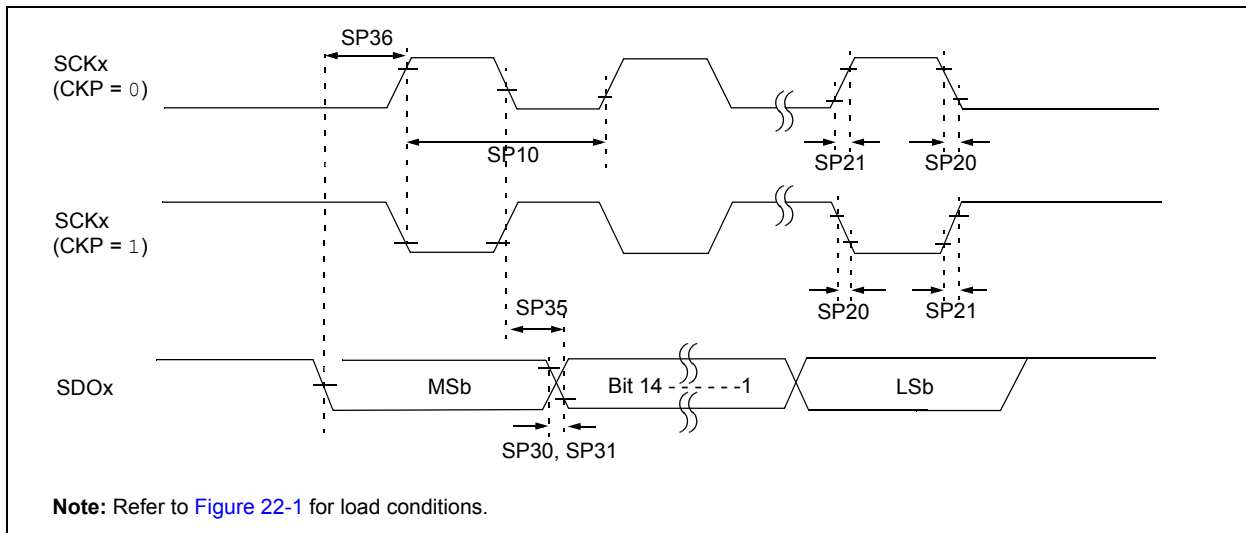 SP36
SCKx
(CKP = 0)
SP10
SP21
SP20
SCKx
(CKP = 1)
SP35
SP20
SP21
SDOx
MSb
Bit 14 - - - - - -1
LSb
SP30, SP31
Note: Refer to Figure 22-1 for load conditions.